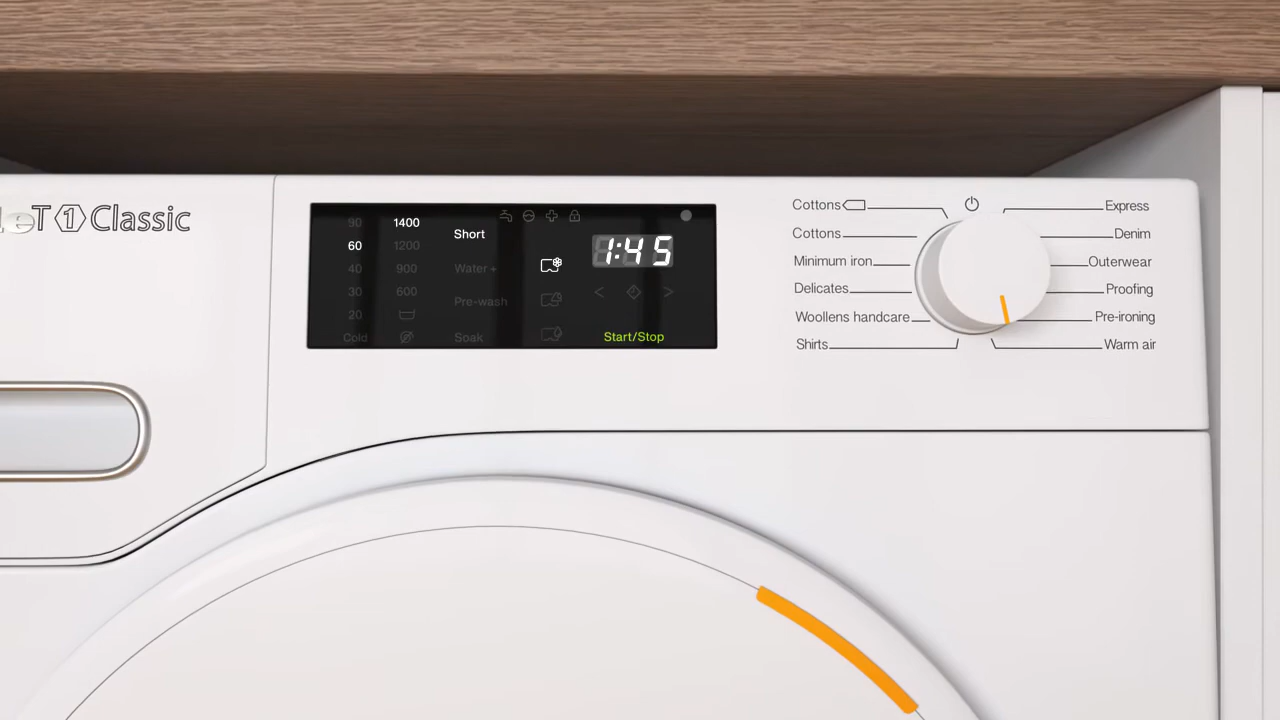 T1 Classic
90
60
40
30
20
Cold
1400
1200
900
600
Short
Water +
Pre-wash
Soak
1:45
< >
Start/Stop
Cottons
Cottons
Minimum iron
Delicates
Woollens handcare
Shirts
Express
Denim
Outerwear
Proofing
Pre-ironing
Warm air